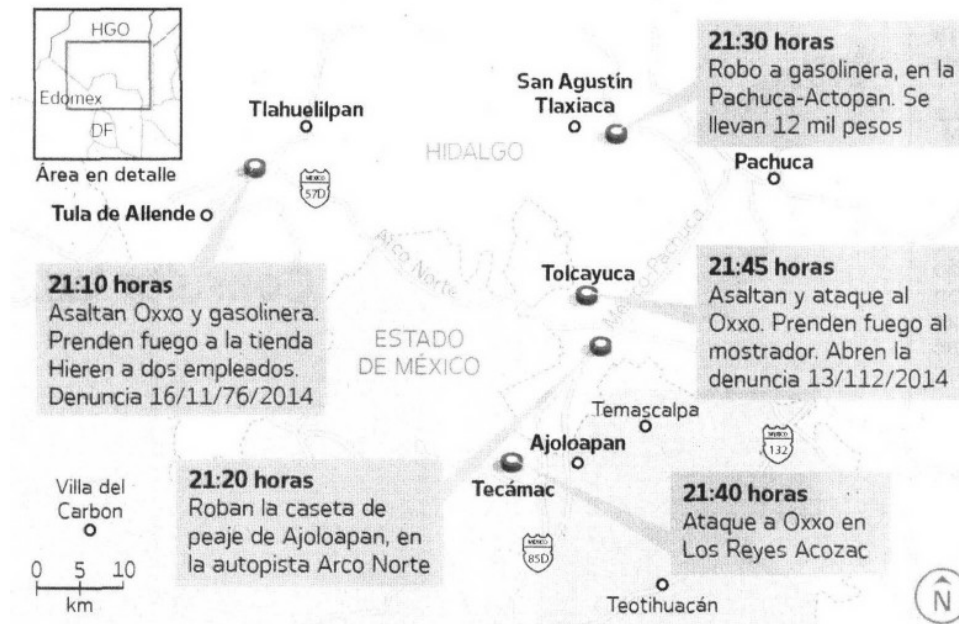 HGO
Edomex
DF
Área en detalle
Tlahuelilpan
MEXICO
57D
Tula de Allende
HIDALGO
San Agustín
Tlaxiaca
21:30 horas
Robo a gasolinera, en la
Pachuca-Actopan. Se
llevan 12 mil pesos
Pachuca
México-Pachuca
Arco Norte
21:10 horas
Asaltan Oxxo y gasolinera.
Prenden fuego a la tienda
Hieren a dos empleados.
Denuncia 16/11/76/2014
ESTADO
DE MÉXICO
Tolcayuca
21:45 horas
Asaltan y ataque al
Oxxo. Prenden fuego al
mostrador. Abren la
denuncia 13/112/2014
Temascalpa
MEXICO
132
Ajoloapan
Tecámac
Villa del
Carbon
21:20 horas
Roban la caseta de
peaje de Ajoloapan, en
la autopista Arco Norte
MEXICO
85D
21:40 horas
Ataque a Oxxo en
Los Reyes Acozac
Teotihuacán
0 5 10
km
N